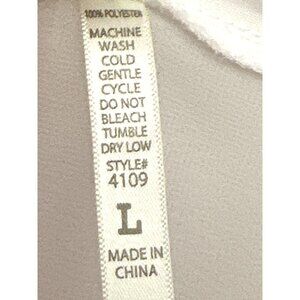 100% POLYESTER
MACHINE
WASH
COLD
GENTLE
CYCLE
DO NOT
BLEACH
TUMBLE
DRY LOW
STYLE#
4109
L
MADE IN
CHINA